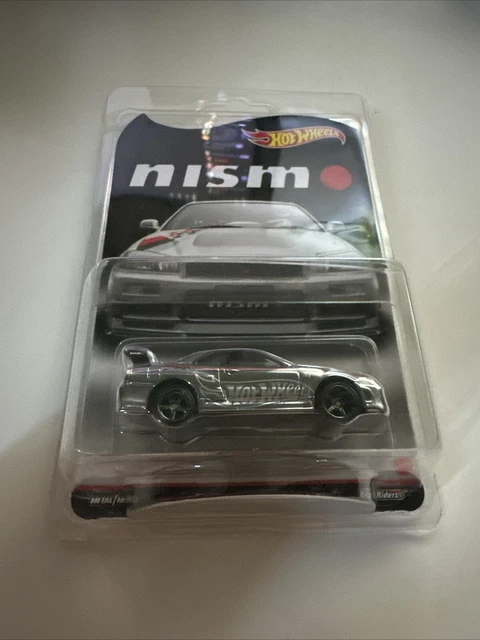 HOT WHEELS
nismo
nismo
HOT WHEELS
METAL/METAL
Riders